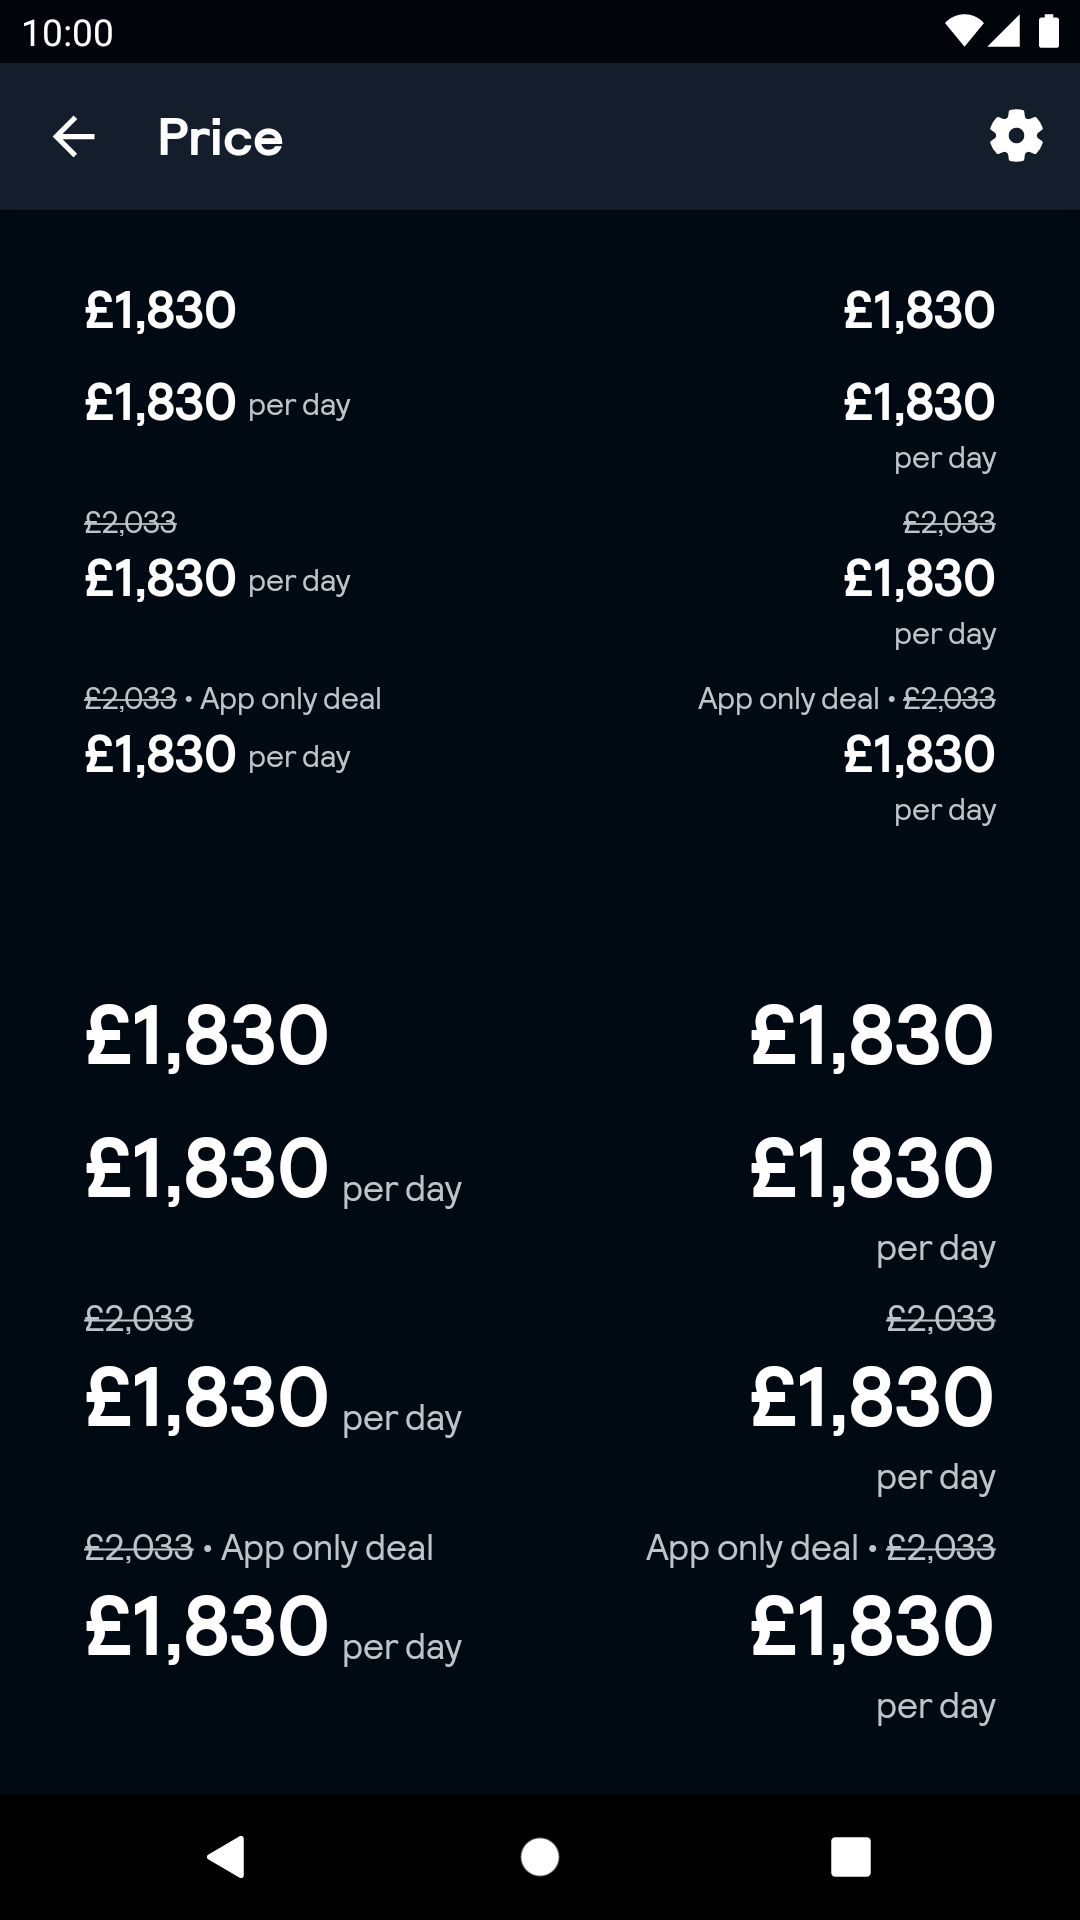 10:00
Price
£1,830 £1,830
£1,830 per day £1,830
per day
£2,033 £2,033
£1,830 per day £1,830
per day
£2,033 • App only deal App only deal • £2,033
£1,830 per day £1,830
per day
£1,830 £1,830
£1,830 per day £1,830
per day
£2,033 £2,033
£1,830 per day £1,830
per day
£2,033 • App only deal App only deal • £2,033
£1,830 per day £1,830
per day